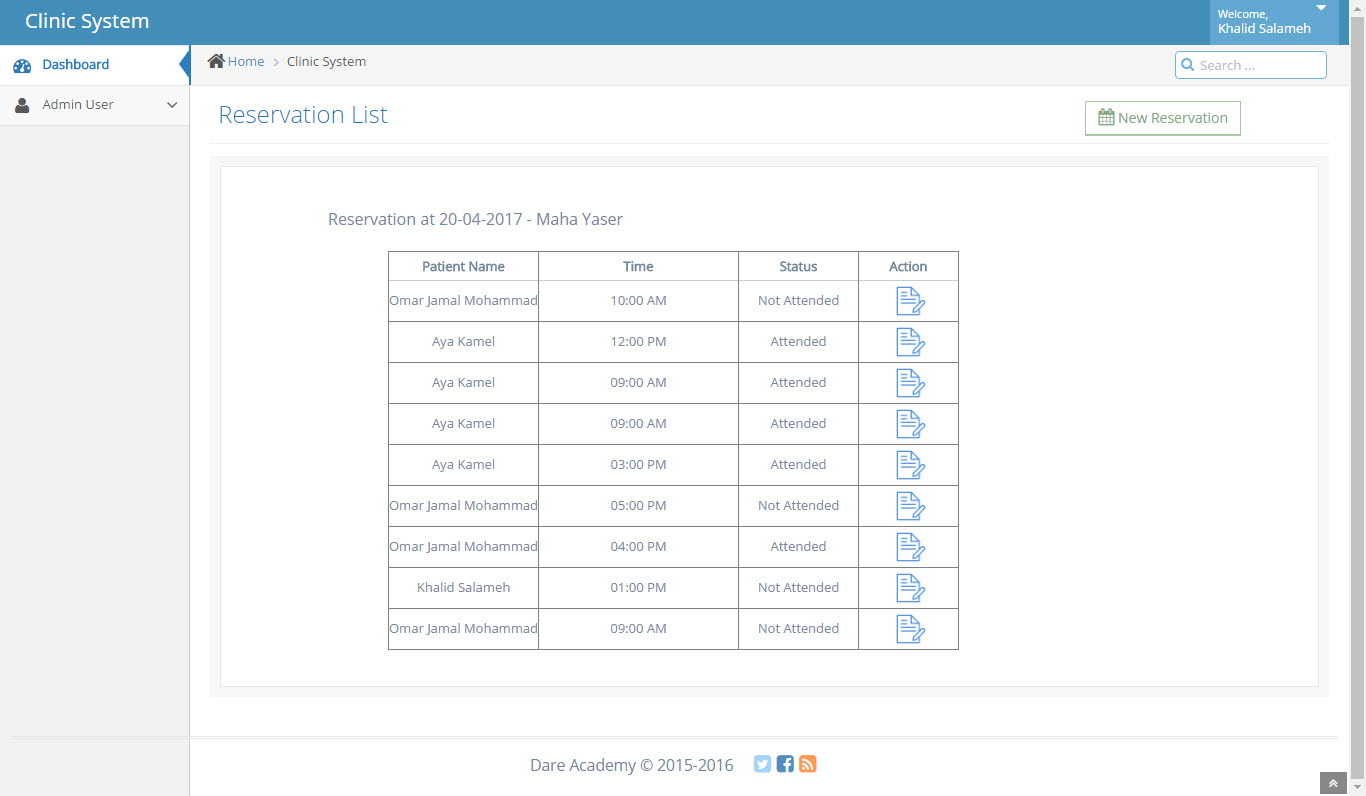 Clinic System
Welcome,
Khalid Salameh
Dashboard
Admin User
Home > Clinic System
Search ...
Reservation List
New Reservation
Reservation at 20-04-2017 - Maha Yaser
Patient Name Time Status Action
Omar Jamal Mohammad 10:00 AM Not Attended
Aya Kamel 12:00 PM Attended
Aya Kamel 09:00 AM Attended
Aya Kamel 09:00 AM Attended
Aya Kamel 03:00 PM Attended
Omar Jamal Mohammad 05:00 PM Not Attended
Omar Jamal Mohammad 04:00 PM Attended
Khalid Salameh 01:00 PM Not Attended
Omar Jamal Mohammad 09:00 AM Not Attended
Dare Academy © 2015-2016